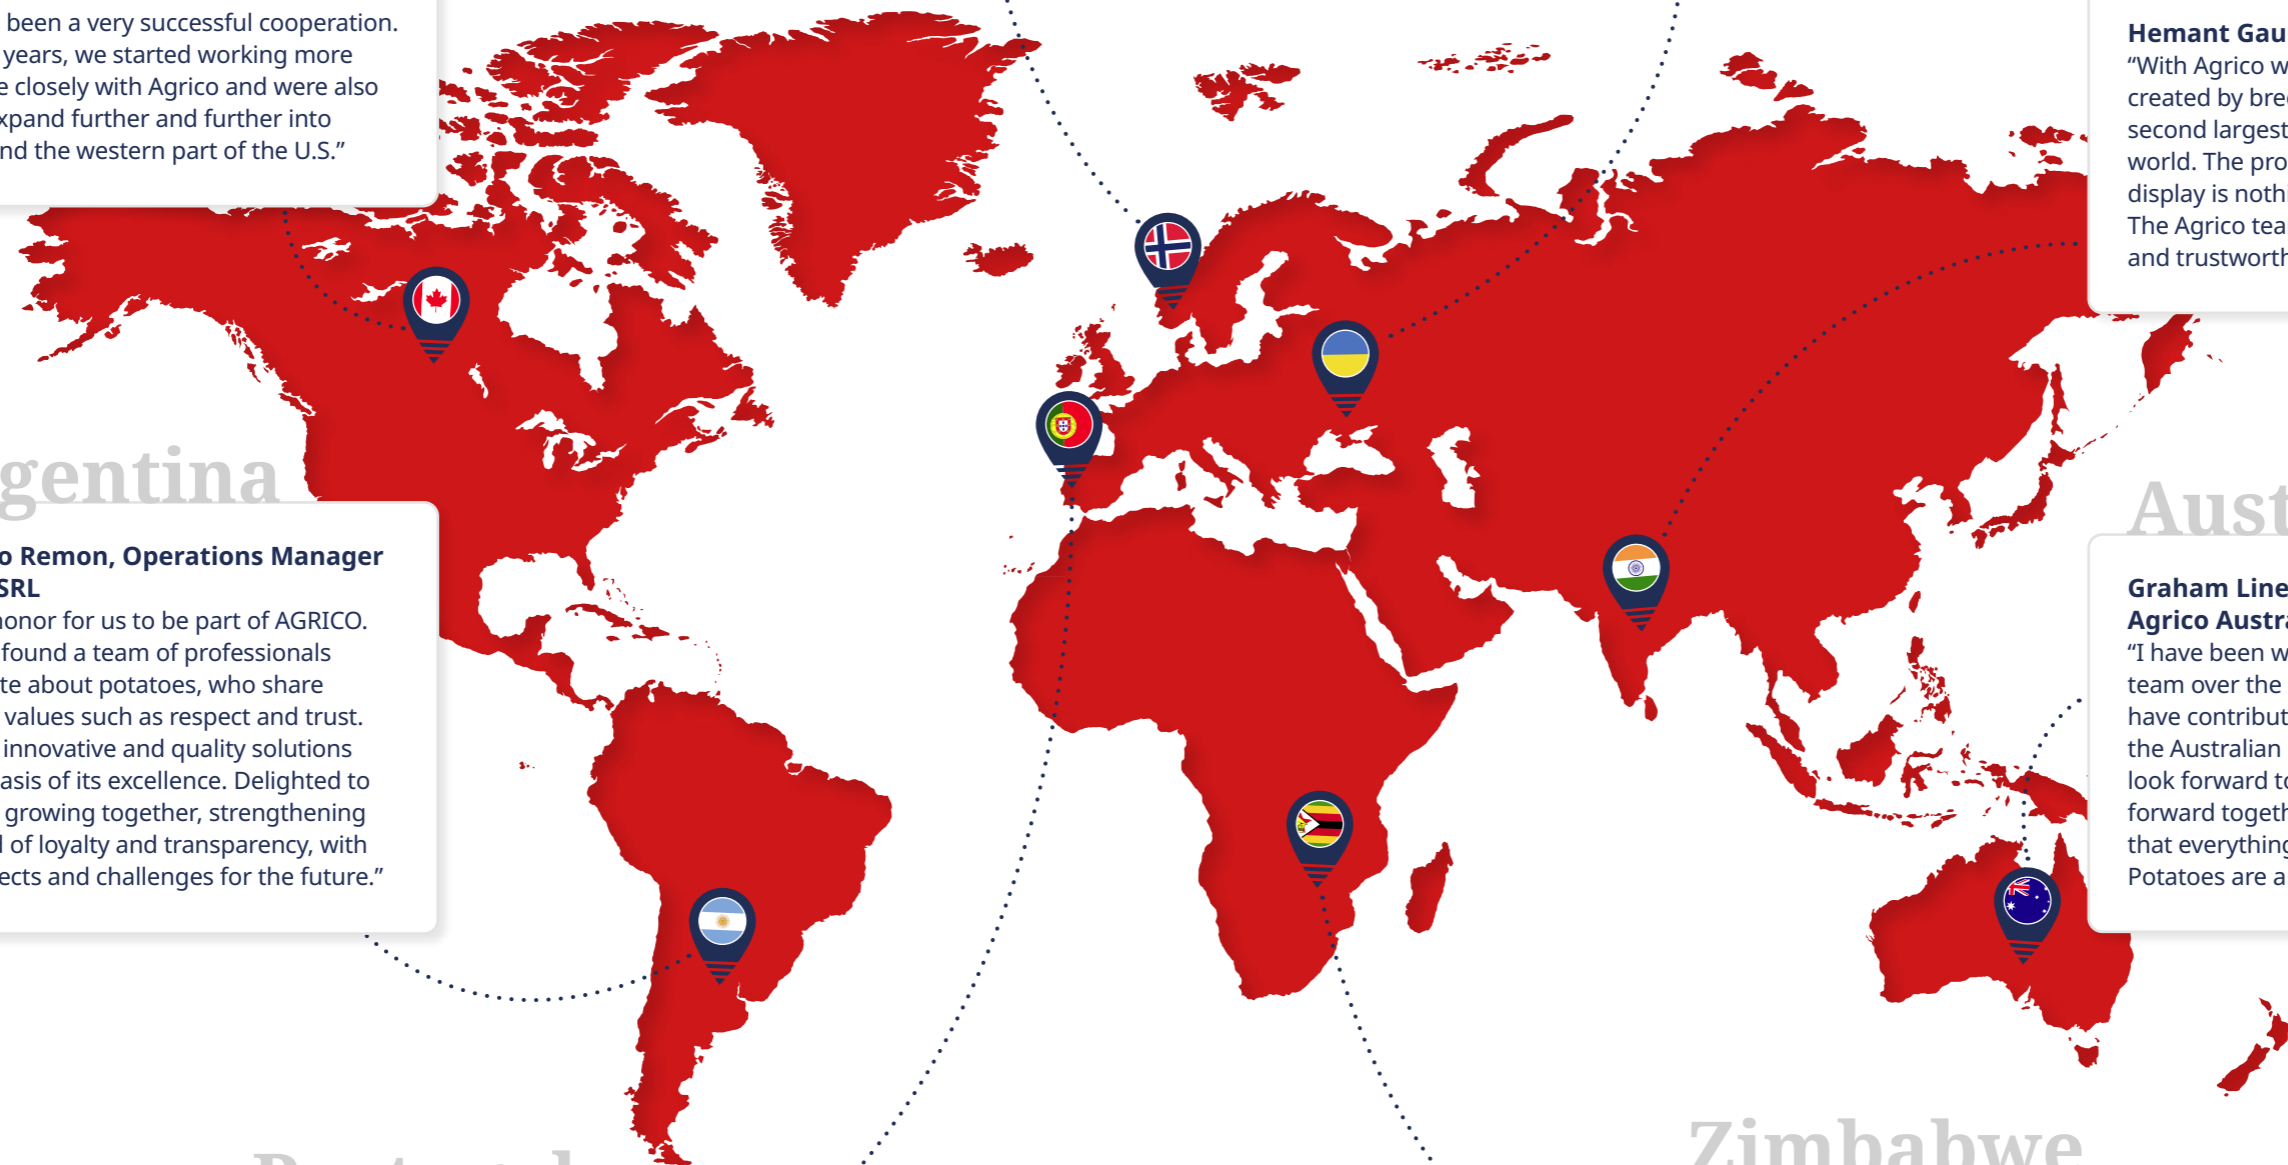 been a very successful cooperation.
years, we started working more
e closely with Agrico and were also
xpand further and further into
nd the western part of the U.S.”
gentina
o Remon, Operations Manager
SRL
honor for us to be part of AGRICO.
found a team of professionals
te about potatoes, who share
values such as respect and trust.
innovative and quality solutions
asis of its excellence. Delighted to
growing together, strengthening
l of loyalty and transparency, with
ects and challenges for the future.”
Hemant Gau
“With Agrico w
created by bre
second largest
world. The pro
display is noth
The Agrico tea
and trustworth
Aust
Graham Line
Agrico Austra
“I have been w
team over the
have contribut
the Australian
look forward to
forward togeth
that everything
Potatoes are a
Zimbabwe
Portugal